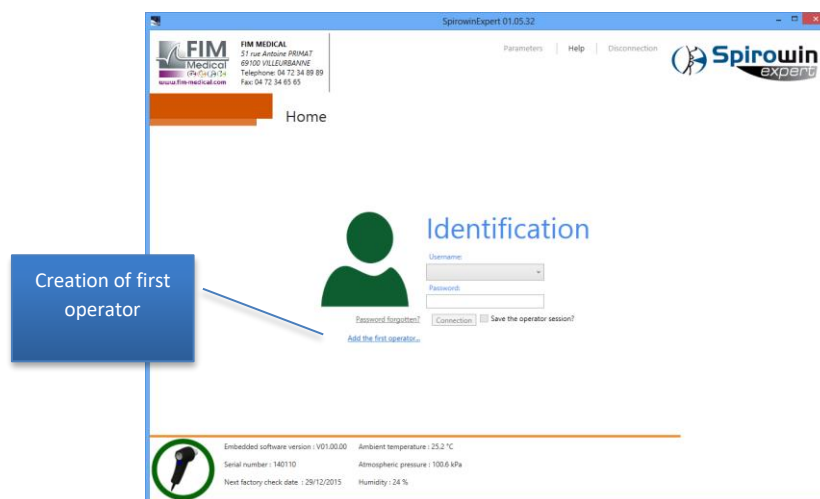 SpirowinExpert 01.05.32
FIM
Medical
www.fim-medical.com
FIM MEDICAL
51 rue Antoine PRIMAT
69100 VILLEURBANNE
Telephone: 04 72 34 89 89
Fax: 04 72 34 65 65
Parameters Help Disconnection
Spirowin
expert
Home
Identification
Username:
Creation of first
operator
Password:
Password forgotten? Connection Save the operator session?
Add the first operator...
Embedded software version : V01.00.00 Ambient temperature : 25.2 °C
Serial number : 140110 Atmospheric pressure : 100.6 kPa
Next factory check date : 29/12/2015 Humidity : 24 %